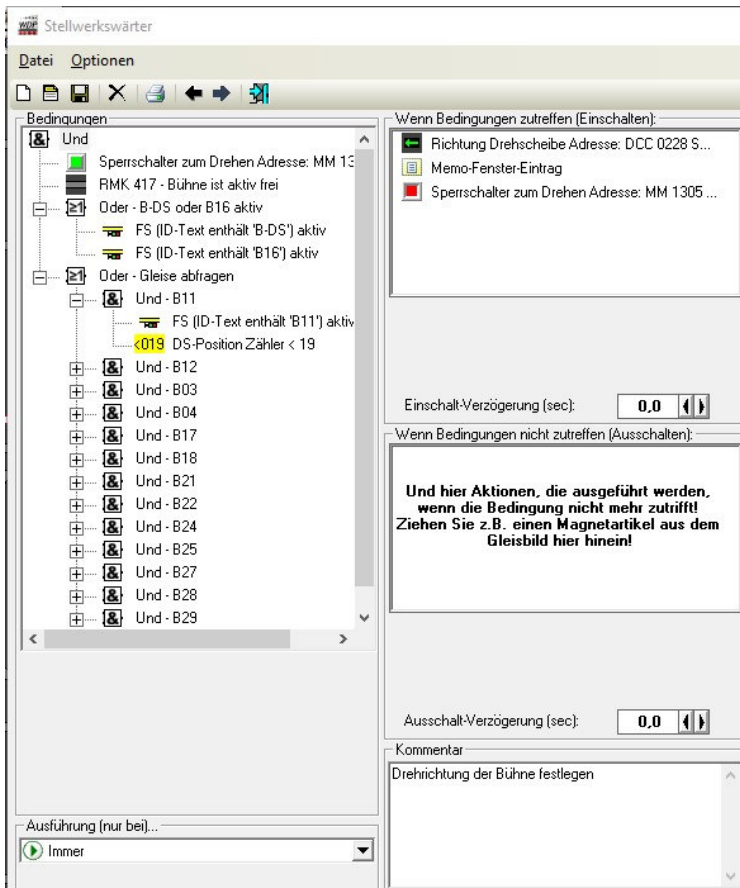 Stellwerkswärter
Datei Optionen
Bedingungen
& Und
Sperrschalter zum Drehen Adresse: MM 13
RMK 417 - Bühne ist aktiv frei
≥1 Oder - B-DS oder B16 aktiv
FS (ID-Text enthält 'B-DS') aktiv
FS (ID-Text enthält 'B16') aktiv
≥1 Oder - Gleise abfragen
& Und - B11
FS (ID-Text enthält 'B11') aktiv
<019 DS-Position Zähler < 19
& Und - B12
& Und - B03
& Und - B04
& Und - B17
& Und - B18
& Und - B21
& Und - B22
& Und - B24
& Und - B25
& Und - B27
& Und - B28
& Und - B29
Ausführung (nur bei)...
Immer
Wenn Bedingungen zutreffen (Einschalten):
Richtung Drehscheibe Adresse: DCC 0228 S...
Memo-Fenster-Eintrag
Sperrschalter zum Drehen Adresse: MM 1305 ...
Einschalt-Verzögerung (sec): 0,0
Wenn Bedingungen nicht zutreffen (Ausschalten):
Und hier Aktionen, die ausgeführt werden,
wenn die Bedingung nicht mehr zutrifft!
Ziehen Sie z.B. einen Magnetartikel aus dem
Gleisbild hier hinein!
Ausschalt-Verzögerung (sec): 0,0
Kommentar
Drehrichtung der Bühne festlegen